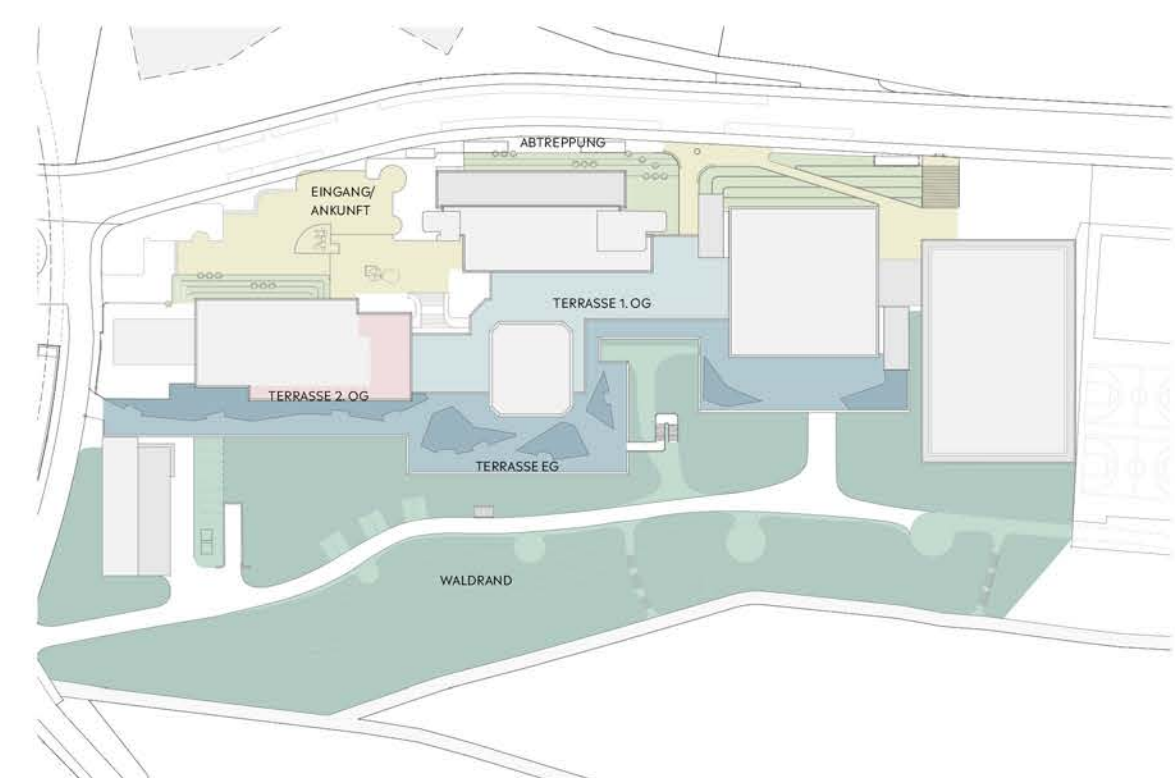 ABTREPPUNG
EINGANG/
ANKUNFT
TERRASSE 1. OG
TERRASSE 2. OG
TERRASSE EG
WALDRAND